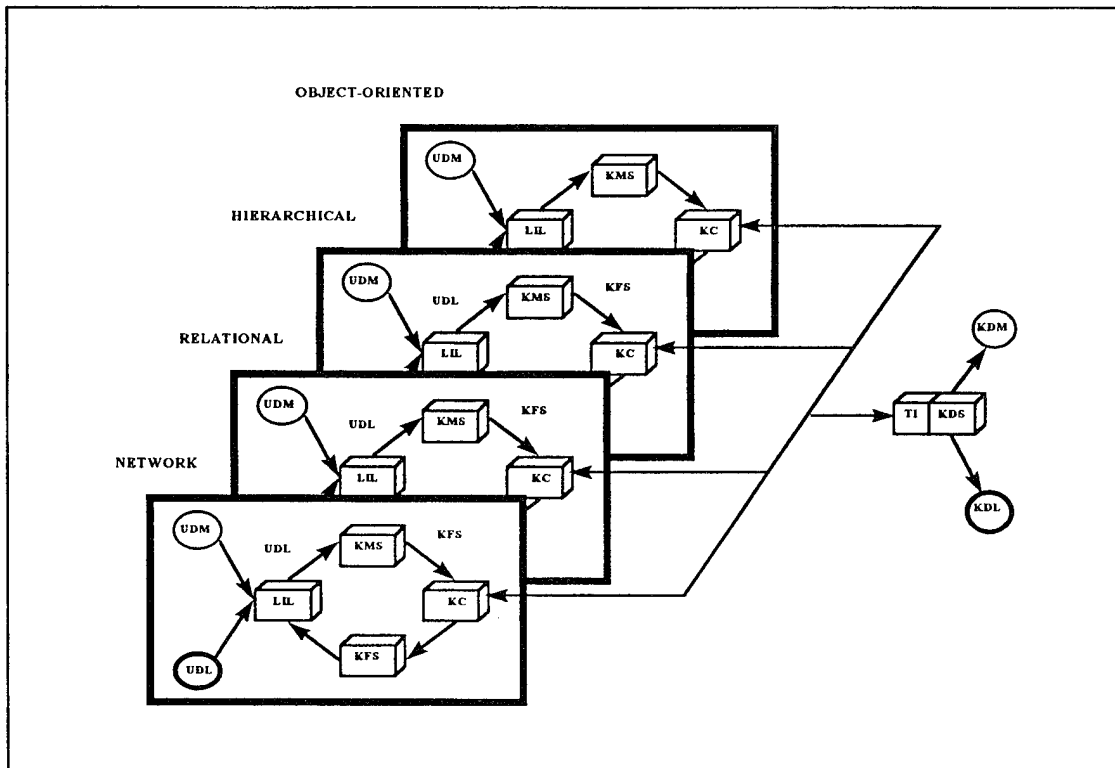 OBJECT-ORIENTED
UDM
KMS
HIERARCHICAL
LIL
KC
UDM
UDL
KMS
KFS
RELATIONAL
LIL
KC
KDM
UDM
UDL
KMS
KFS
TI
KDS
NETWORK
LIL
KC
KDL
UDM
UDL
KMS
KFS
LIL
KC
KFS
UDL